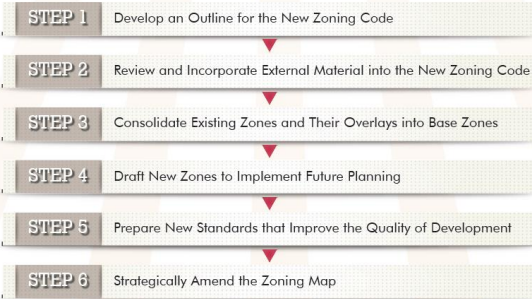 STEP 1 Develop an Outline for the New Zoning Code
STEP 2 Review and Incorporate External Material into the New Zoning Code
STEP 3 Consolidate Existing Zones and Their Overlays into Base Zones
STEP 4 Draft New Zones to Implement Future Planning
STEP 5 Prepare New Standards that Improve the Quality of Development
STEP 6 Strategically Amend the Zoning Map